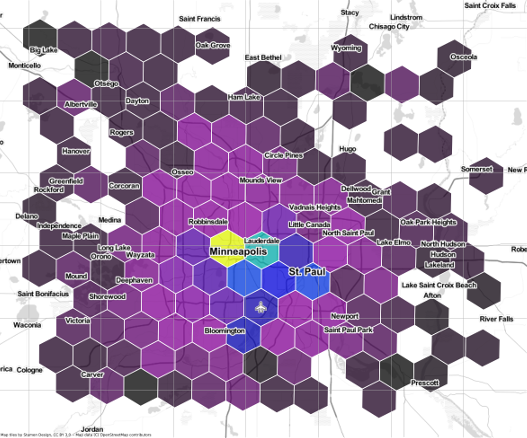 Saint Croix Falls
Stacy
Lindstrom
Saint Francis
Chisago City
Oak Grove
Wyoming
Big Lake
East Bethel
Osceola
Monticello
Otsego
Ham Lake
Albertville
Dayton
Rogers
Hanover
Circle Pines
Hugo
Osseo
Somerset
New R
Greenfield
Mounds View
Rockford
Corcoran
Dellwood
Grant
Mahtomedi
Delano
Medina
Robbinsdale
Vadnais Heights
Oak Park Heights
Independence
Little Canada
Maple Plain
North Saint Paul
Lauderdale
Lake Elmo
North Hudson
Long Lake
Minneapolis
Hudson
Robe
ertown
Orono
Wayzata
Lakeland
Mound
Deephaven
St. Paul
Lake Saint Croix Beach
Saint Bonifacius
Shorewood
Afton
Victoria
Newport
River Falls
Waconia
Bloomington
Saint Paul Park
rica
Cologne
Carver
Prescott
Jordan
Map tiles by Stamen Design, CC BY 3.0 -- Map data (C) OpenStreetMap contributors